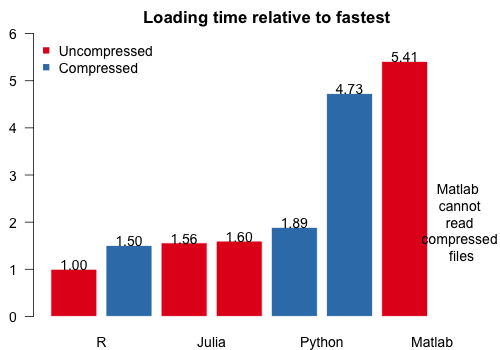 Loading time relative to fastest
Uncompressed
Compressed
6
5
4
3
2
1
0
1.00
1.50
1.56
1.60
1.89
4.73
5.41
Matlab
cannot
read
compressed
files
R
Julia
Python
Matlab